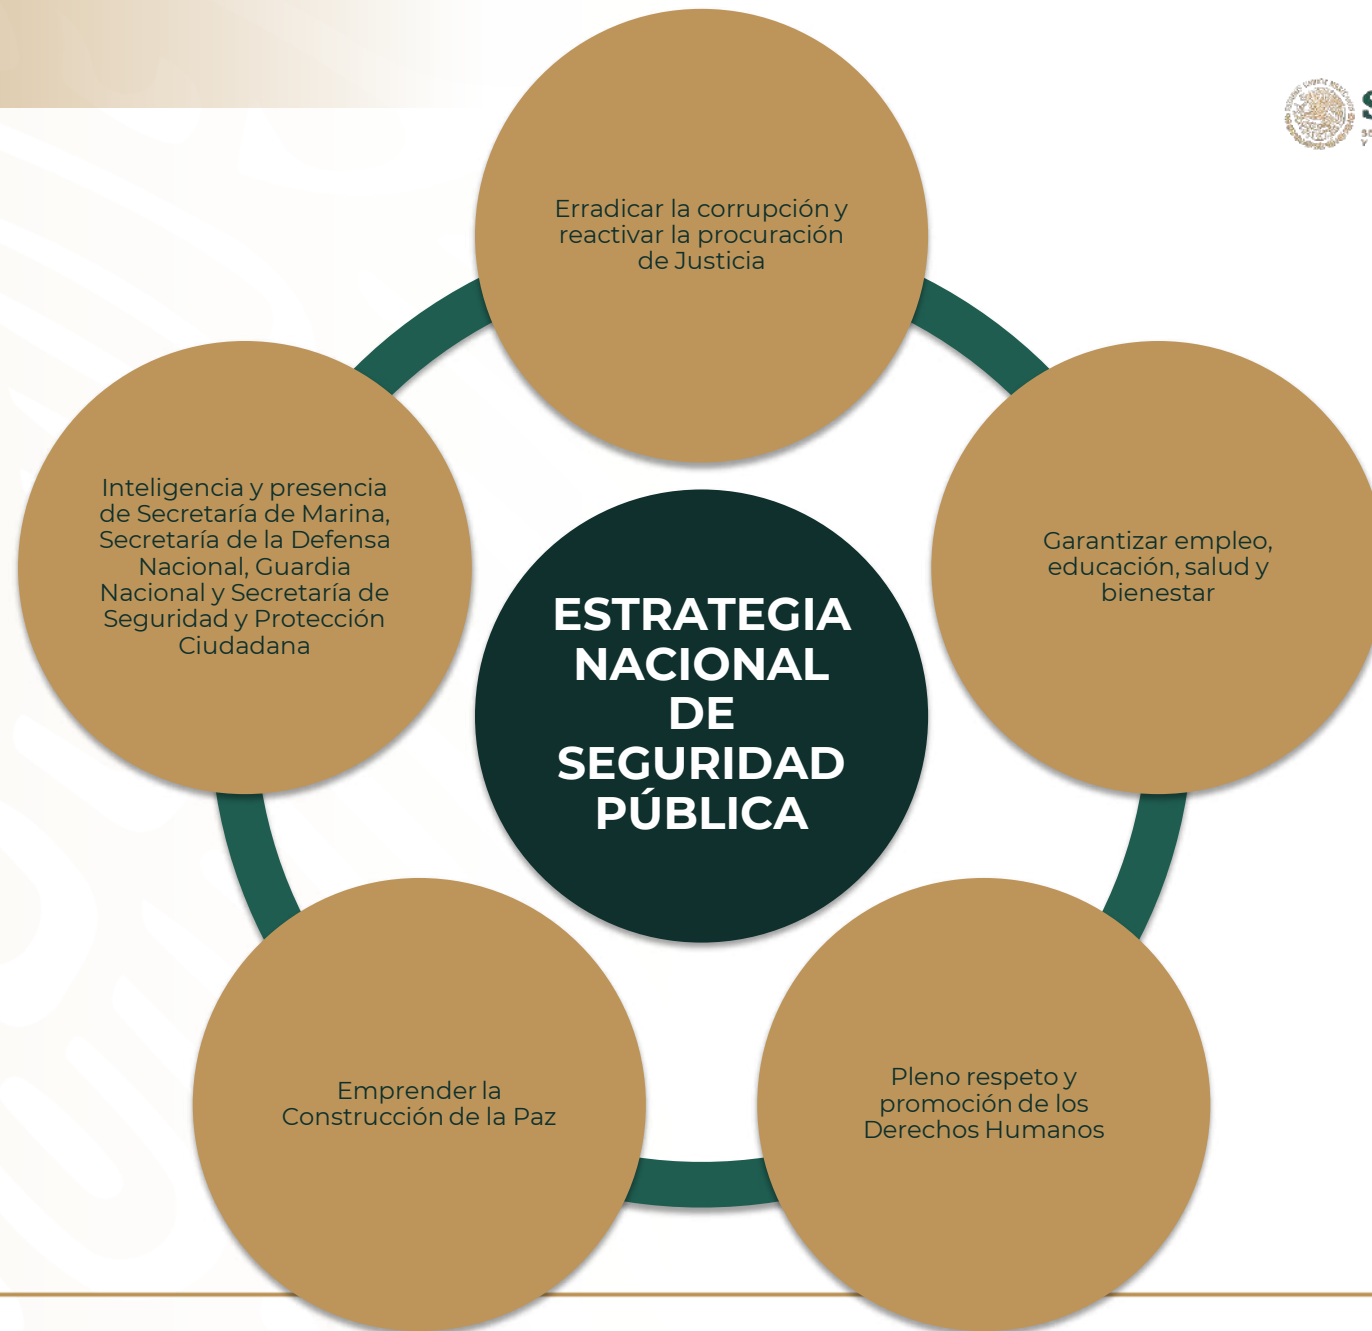 Erradicar la corrupción y
reactivar la procuración
de Justicia
Inteligencia y presencia
de Secretaría de Marina,
Secretaría de la Defensa
Nacional, Guardia
Nacional y Secretaría de
Seguridad y Protección
Ciudadana
Garantizar empleo,
educación, salud y
bienestar
ESTRATEGIA
NACIONAL
DE
SEGURIDAD
PÚBLICA
Emprender la
Construcción de la Paz
Pleno respeto y
promoción de los
Derechos Humanos